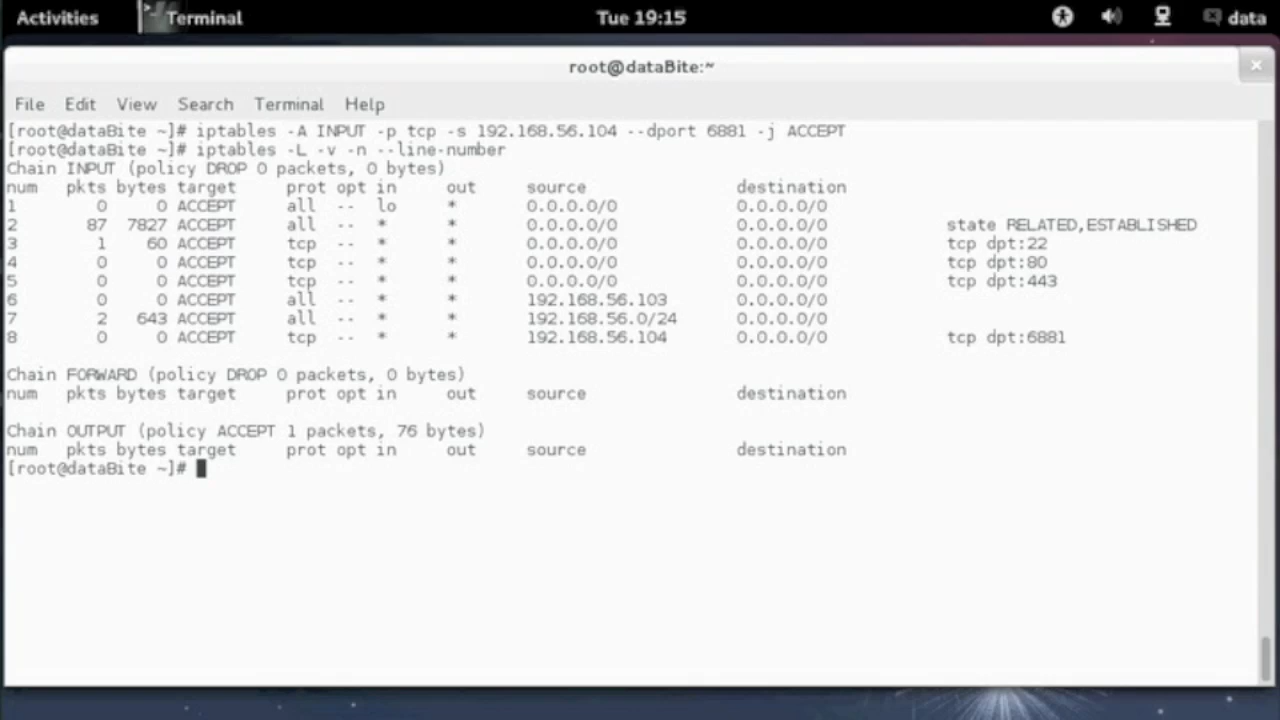 Activities Terminal Tue 19:15 data
root@dataBite:~
File Edit View Search Terminal Help
[root@dataBite ~]# iptables -A INPUT -p tcp -s 192.168.56.104 --dport 6881 -j ACCEPT
[root@dataBite ~]# iptables -L -v -n --line-number
Chain INPUT (policy DROP 0 packets, 0 bytes)
num pkts bytes target prot opt in out source destination
1 0 0 ACCEPT all -- lo * 0.0.0.0/0 0.0.0.0/0
2 87 7827 ACCEPT all -- * * 0.0.0.0/0 0.0.0.0/0 state RELATED,ESTABLISHED
3 1 60 ACCEPT tcp -- * * 0.0.0.0/0 0.0.0.0/0 tcp dpt:22
4 0 0 ACCEPT tcp -- * * 0.0.0.0/0 0.0.0.0/0 tcp dpt:80
5 0 0 ACCEPT tcp -- * * 0.0.0.0/0 0.0.0.0/0 tcp dpt:443
6 0 0 ACCEPT all -- * * 192.168.56.103 0.0.0.0/0
7 2 643 ACCEPT all -- * * 192.168.56.0/24 0.0.0.0/0
8 0 0 ACCEPT tcp -- * * 192.168.56.104 0.0.0.0/0 tcp dpt:6881
Chain FORWARD (policy DROP 0 packets, 0 bytes)
num pkts bytes target prot opt in out source destination
Chain OUTPUT (policy ACCEPT 1 packets, 76 bytes)
num pkts bytes target prot opt in out source destination
[root@dataBite ~]#